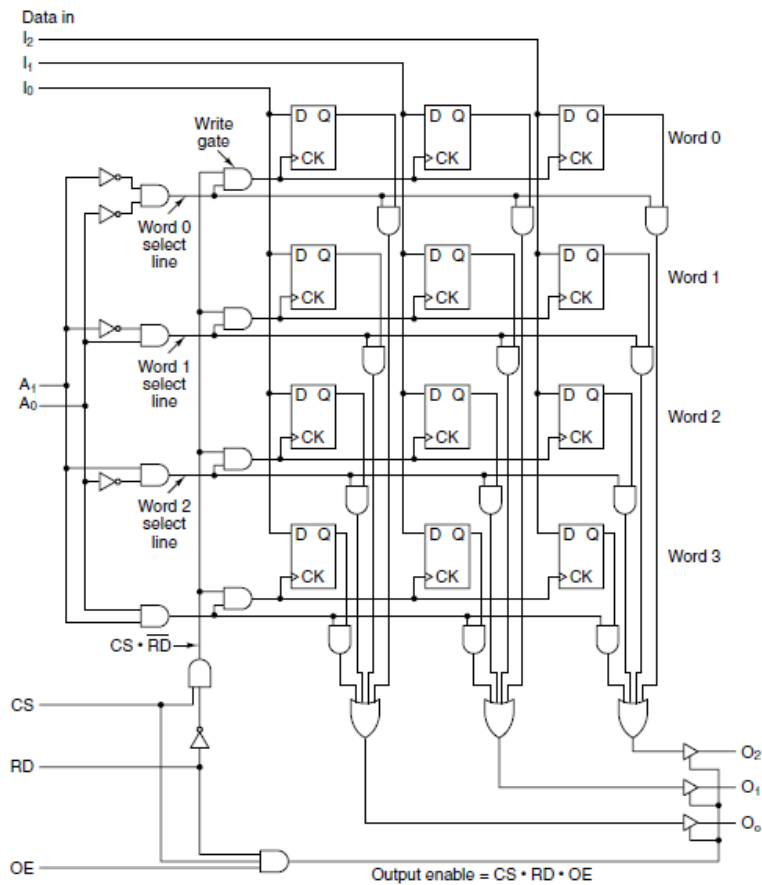 Data in
I₂
I₁
I₀
D Q
D Q
D Q
Write
gate
Word 0
CK
CK
CK
Word 0
select
line
D Q
D Q
D Q
Word 1
CK
CK
CK
Word 1
select
line
A₁
A₀
D Q
D Q
D Q
Word 2
CK
CK
CK
Word 2
select
line
D Q
D Q
D Q
Word 3
CK
CK
CK
CS • R̅D̅
CS
O₂
RD
O₁
Oₒ
OE
Output enable = CS • RD • OE